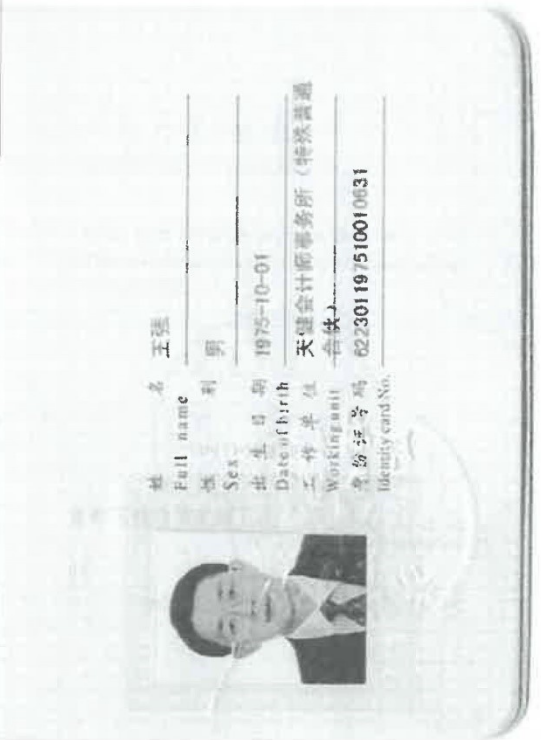 姓 名 王强
Full name
性 别 男
Sex
出 生 日 期 1975-10-01
Date of birth
工 作 单 位 天健会计师事务所（特殊普通
Working unit 合伙）
身 份 证 号 码 622301197510010631
Identity card No.